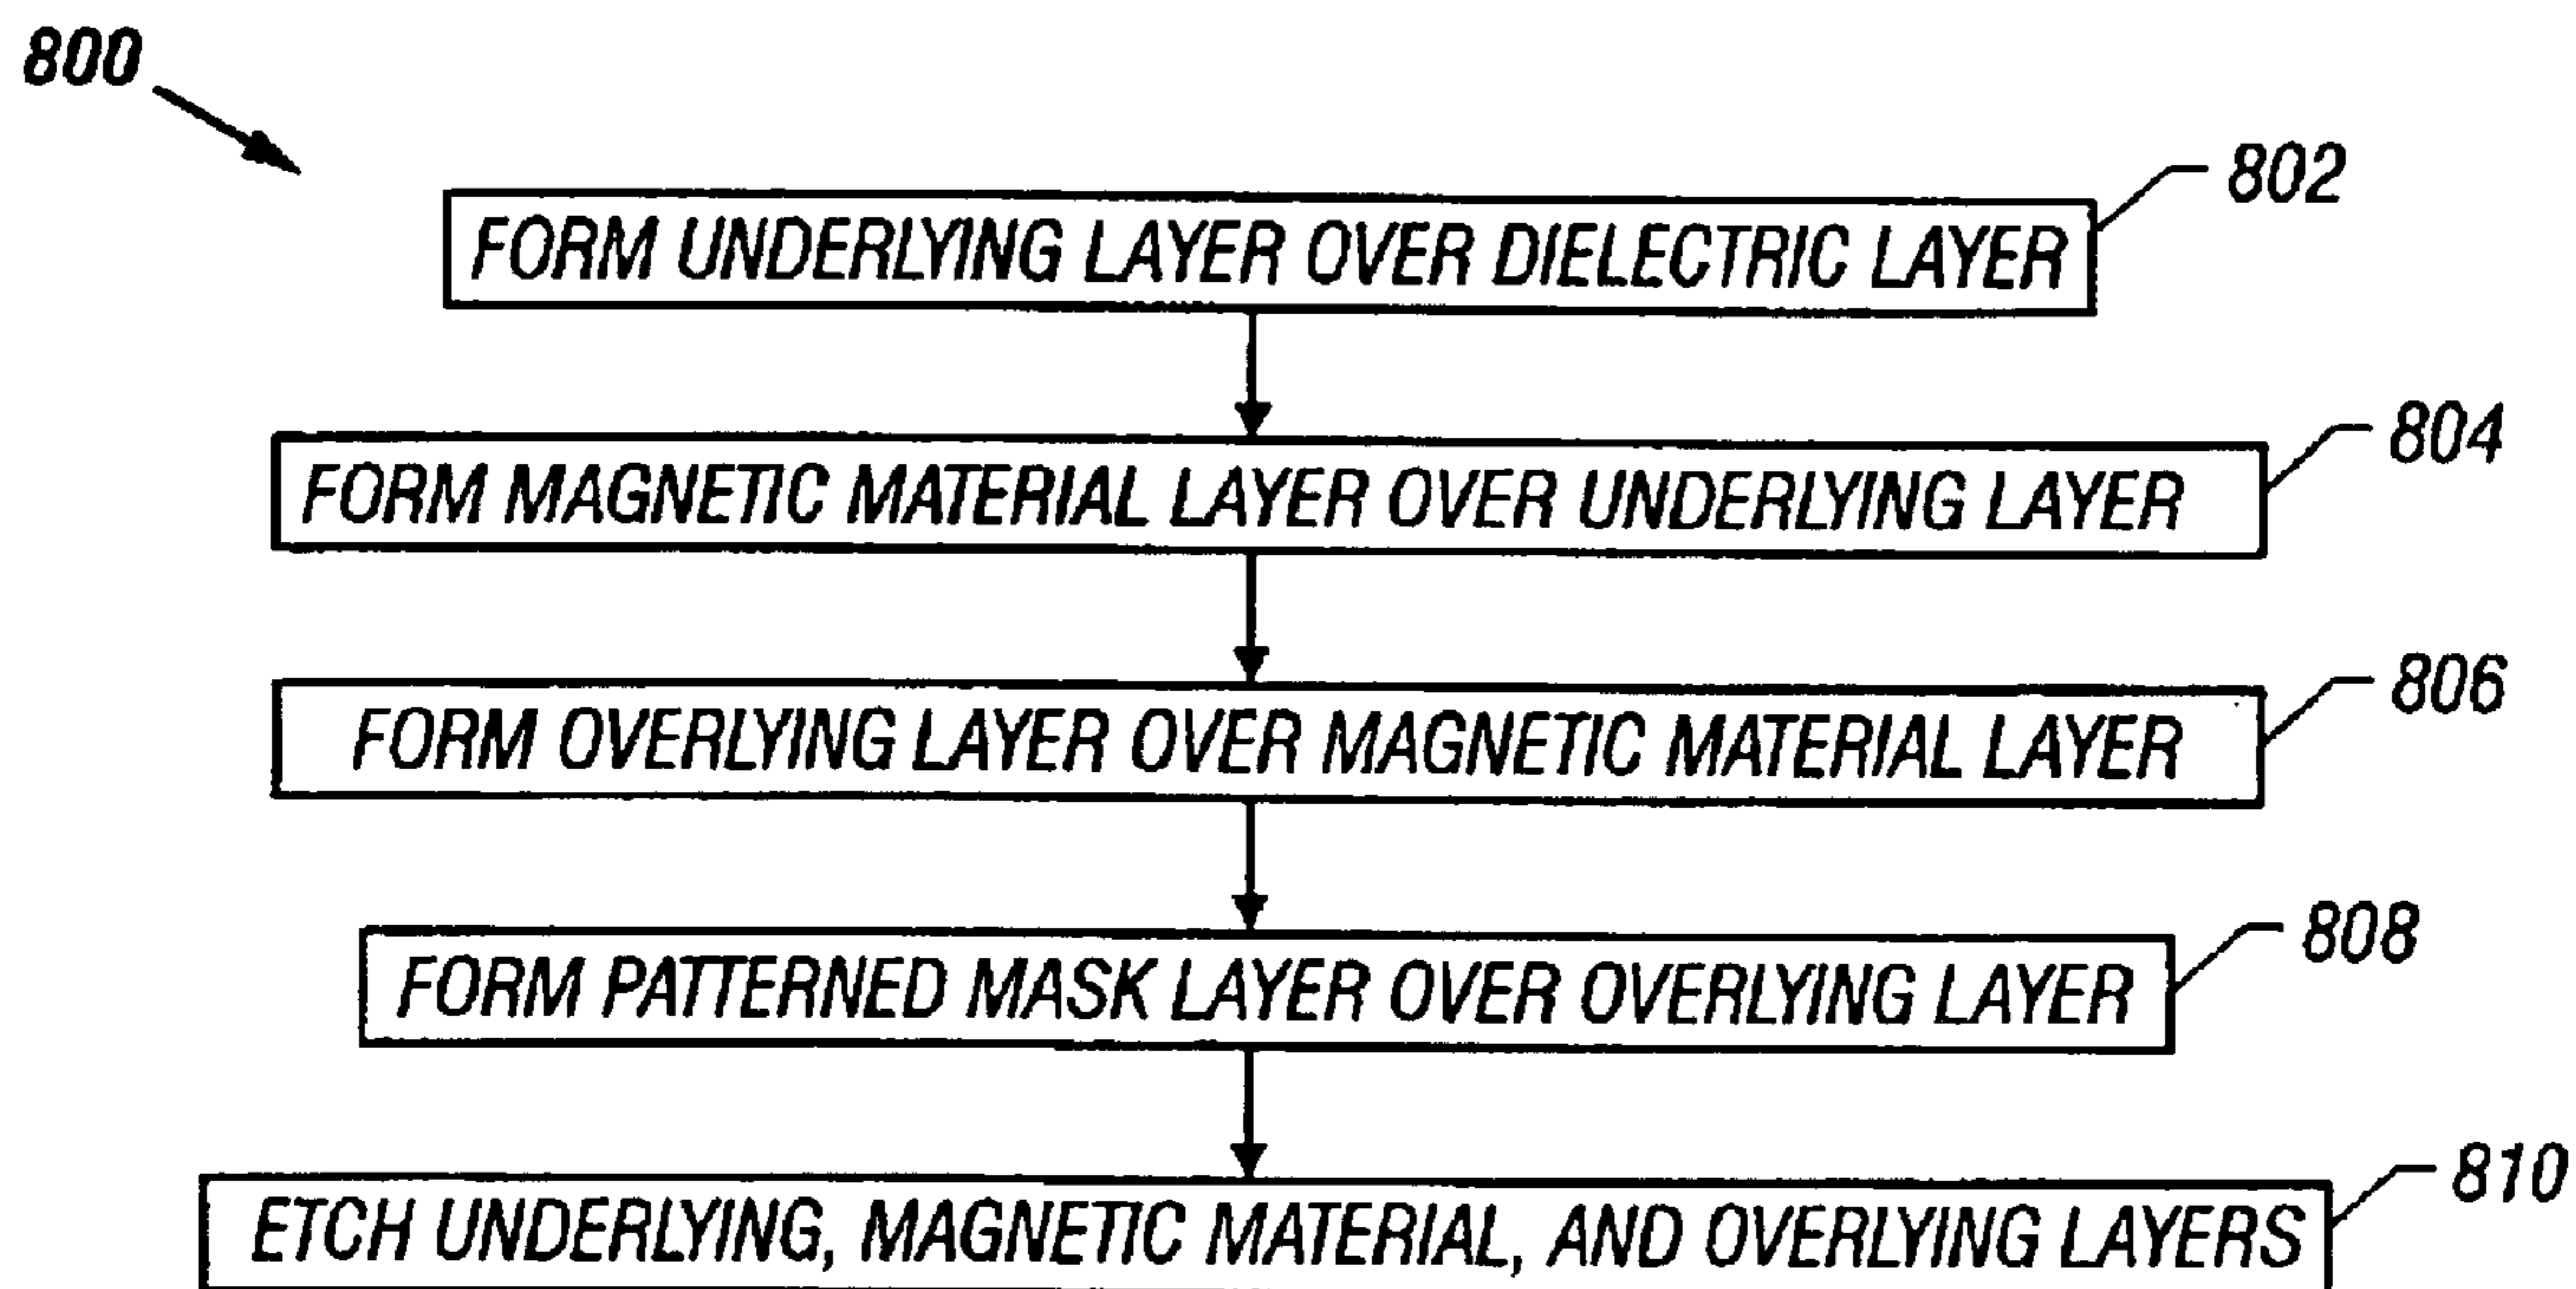 800
802
FORM UNDERLYING LAYER OVER DIELECTRIC LAYER
804
FORM MAGNETIC MATERIAL LAYER OVER UNDERLYING LAYER
806
FORM OVERLYING LAYER OVER MAGNETIC MATERIAL LAYER
808
FORM PATTERNED MASK LAYER OVER OVERLYING LAYER
810
ETCH UNDERLYING, MAGNETIC MATERIAL, AND OVERLYING LAYERS